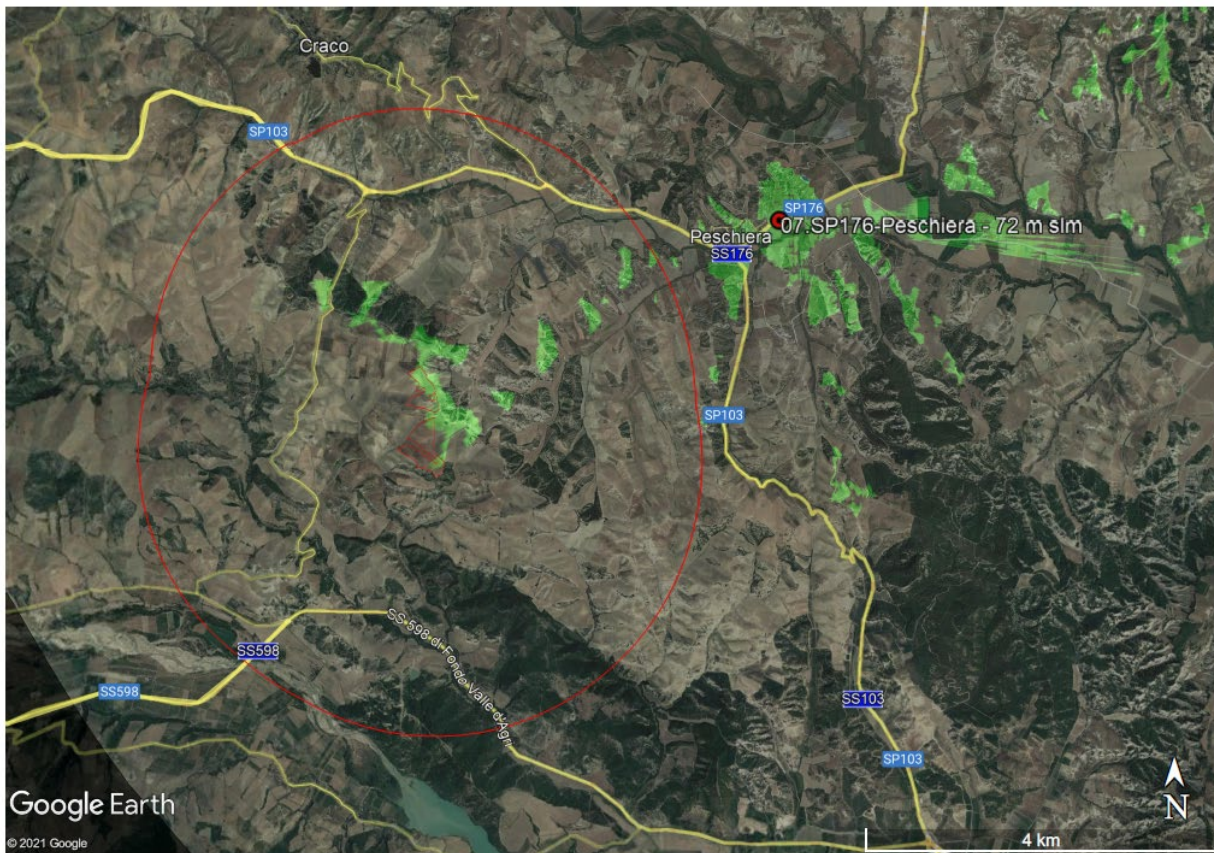 Craco
SP103
SP176
07.SP176-Peschiera - 72 m slm
Peschiera
SS176
SP103
SS 598 di Fondo Valle d'Agri
SS598
SS598
SS103
SP103
N
Google Earth
4 km
© 2021 Google